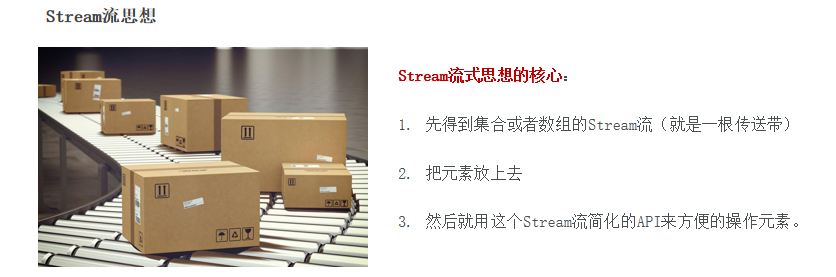 Stream流思想
Stream流式思想的核心：
1. 先得到集合或者数组的Stream流（就是一根传送带）
2. 把元素放上去
3. 然后就用这个Stream流简化的API来方便的操作元素。